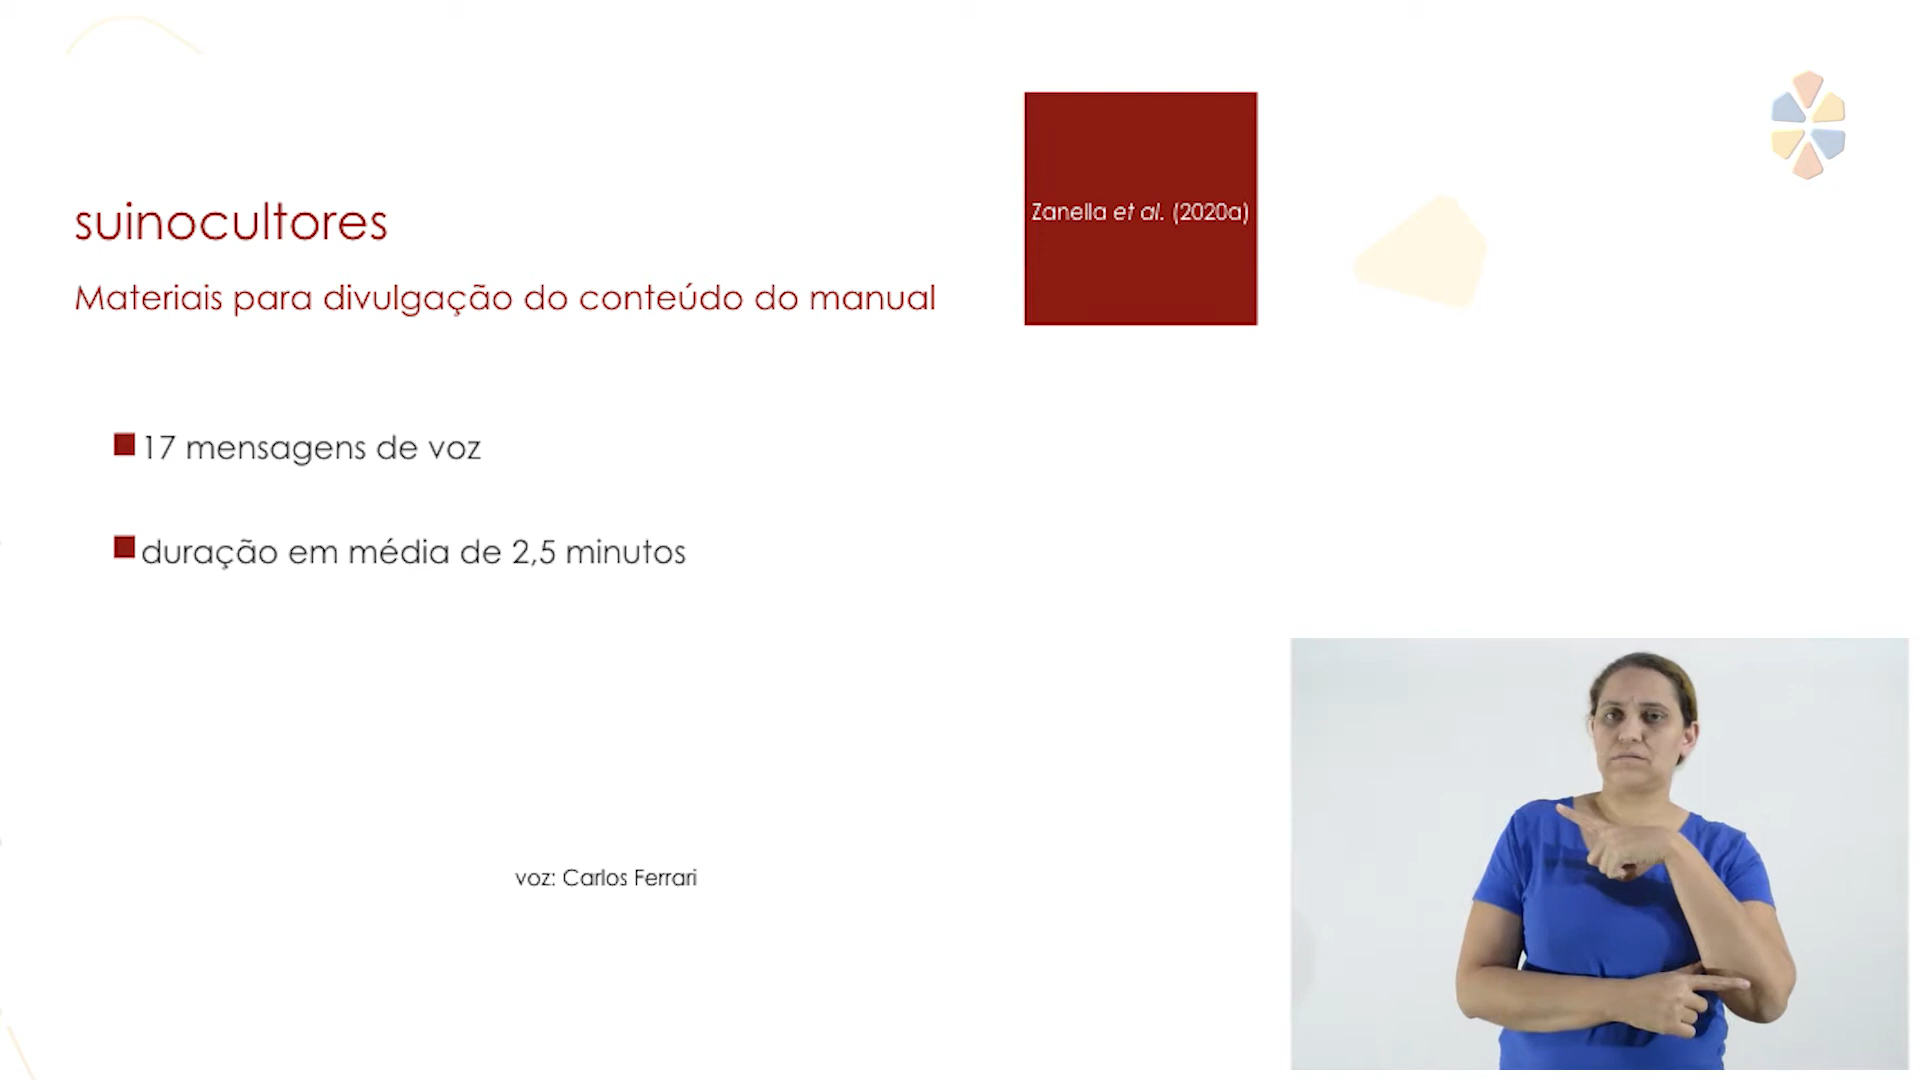 suinocultores
Materiais para divulgação do conteúdo do manual
Zanella et al. (2020a)
17 mensagens de voz
duração em média de 2,5 minutos
voz: Carlos Ferrari